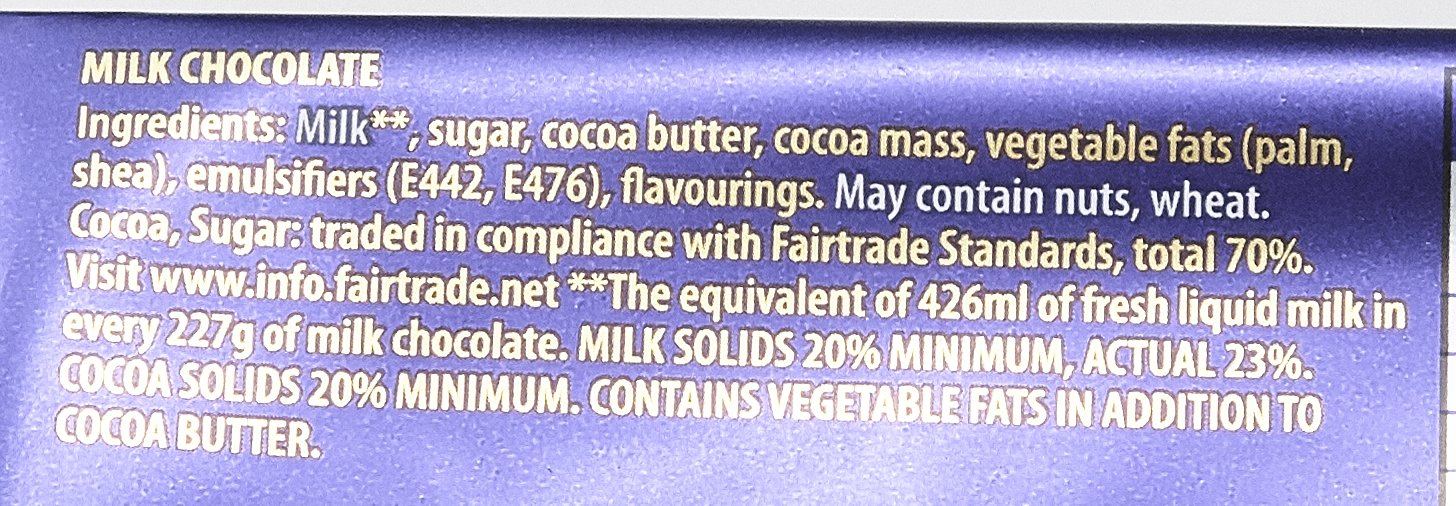 MILK CHOCOLATE
Ingredients: Milk**, sugar, cocoa butter, cocoa mass, vegetable fats (palm,
shea), emulsifiers (E442, E476), flavourings. May contain nuts, wheat.
Cocoa, Sugar: traded in compliance with Fairtrade Standards, total 70%.
Visit www.info.fairtrade.net **The equivalent of 426ml of fresh liquid milk in
every 227g of milk chocolate. MILK SOLIDS 20% MINIMUM, ACTUAL 23%.
COCOA SOLIDS 20% MINIMUM. CONTAINS VEGETABLE FATS IN ADDITION TO
COCOA BUTTER.